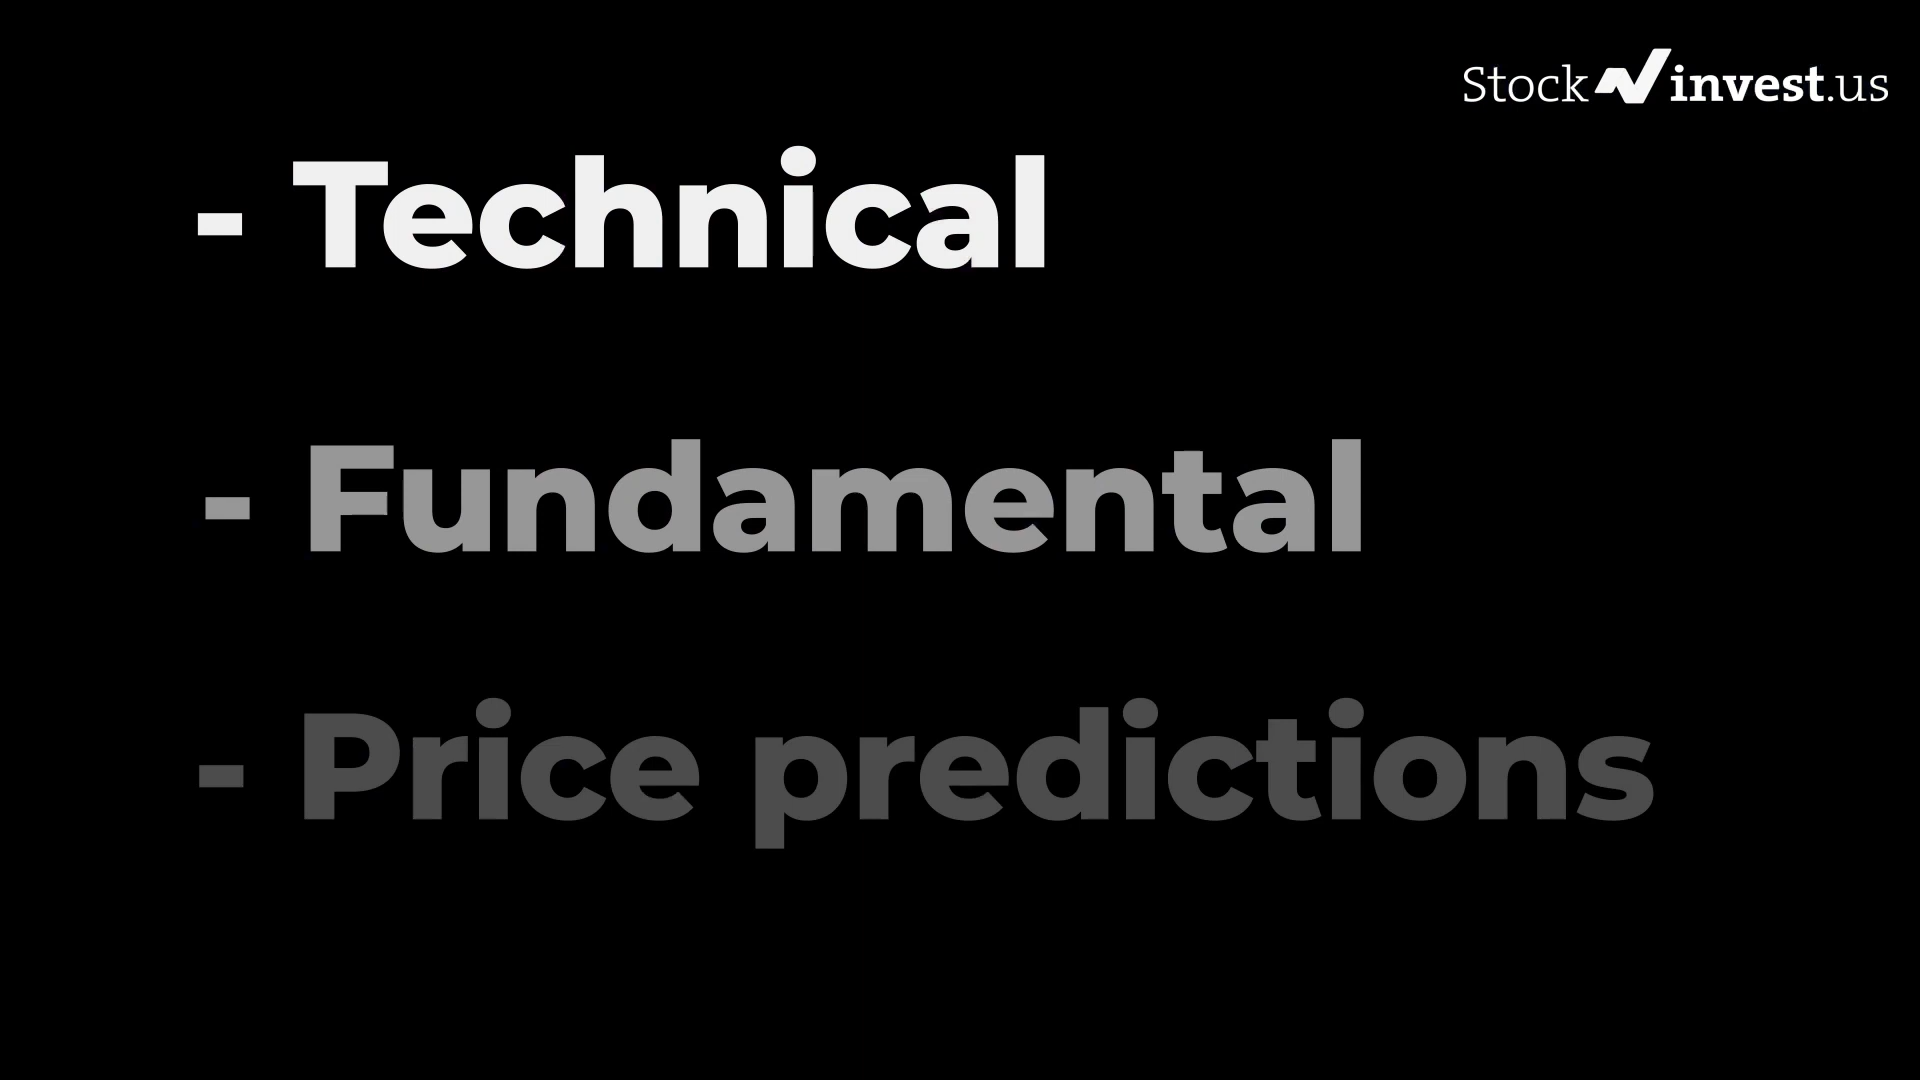 Stock invest.us
- Technical
- Fundamental
- Price predictions